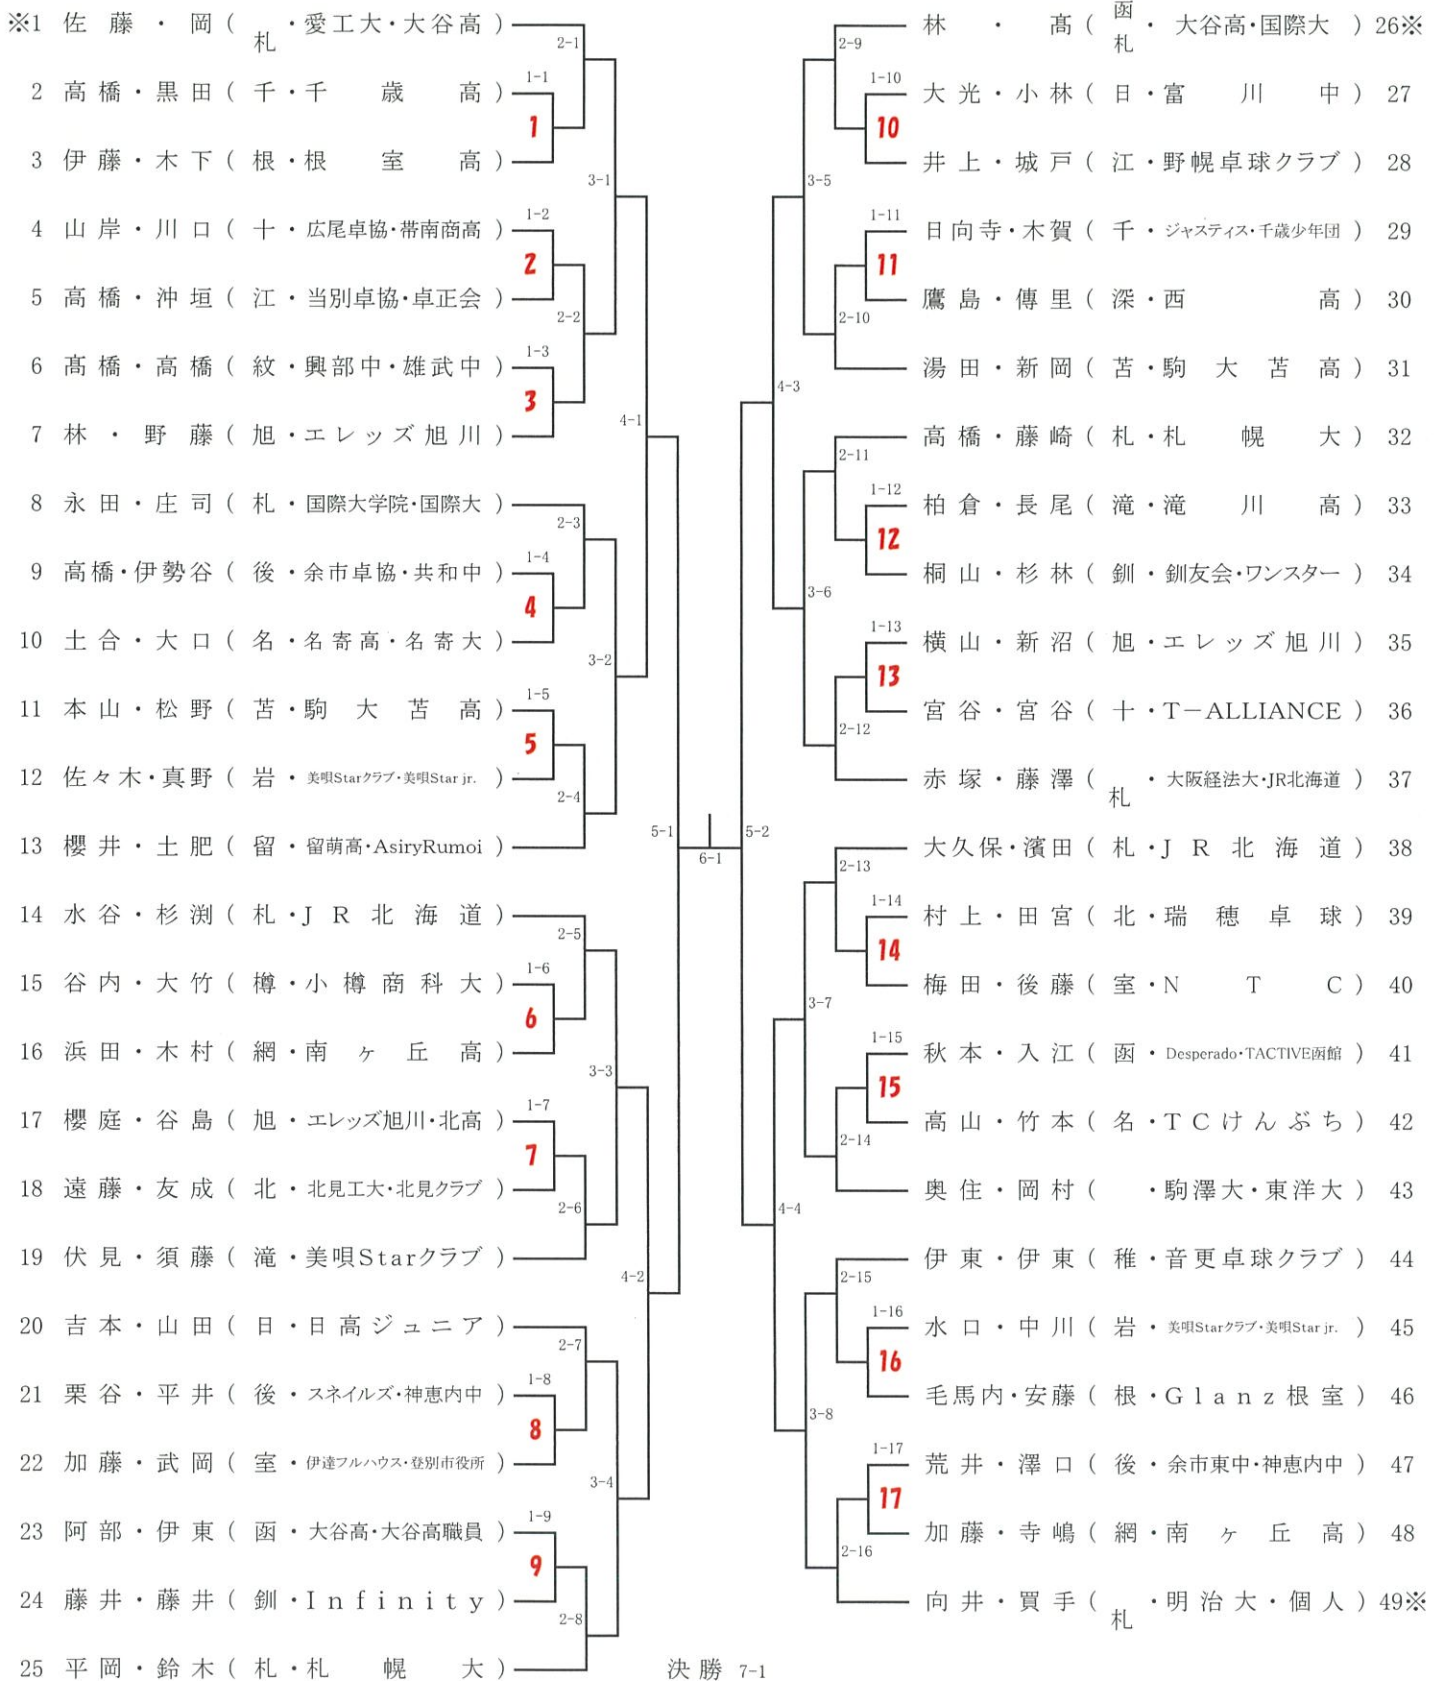 ※1 佐藤・岡（札・愛工大・大谷高）
2-1
1-1
2 高橋・黒田（千・千歳高）
1
3 伊藤・木下（根・根室高）
3-1
1-2
4 山岸・川口（十・広尾卓協・帯南商高）
2
5 高橋・沖垣（江・当別卓協・卓正会）
2-2
1-3
6 髙橋・高橋（紋・興部中・雄武中）
3
7 林・野藤（旭・エレッズ旭川）
4-1
8 永田・庄司（札・国際大学院・国際大）
2-3
1-4
9 高橋・伊勢谷（後・余市卓協・共和中）
4
10 土合・大口（名・名寄高・名寄大）
3-2
1-5
11 本山・松野（苫・駒大苫高）
5
12 佐々木・真野（岩・美唄Starクラブ・美唄Star jr.）
2-4
13 櫻井・土肥（留・留萌高・AsiryRumoi）
5-1
14 水谷・杉渕（札・JR北海道）
2-5
1-6
15 谷内・大竹（樽・小樽商科大）
6
16 浜田・木村（網・南ヶ丘高）
3-3
1-7
17 櫻庭・谷島（旭・エレッズ旭川・北高）
7
18 遠藤・友成（北・北見工大・北見クラブ）
2-6
19 伏見・須藤（滝・美唄Starクラブ）
4-2
20 吉本・山田（日・日高ジュニア）
2-7
1-8
21 栗谷・平井（後・スネイルズ・神恵内中）
8
22 加藤・武岡（室・伊達フルハウス・登別市役所）
3-4
1-9
23 阿部・伊東（函・大谷高・大谷高職員）
9
24 藤井・藤井（釧・Infinity）
2-8
25 平岡・鈴木（札・札幌大）
6-1
決勝 7-1
林・髙（函札・大谷高・国際大）26※
2-9
1-10
大光・小林（日・富川中）27
10
井上・城戸（江・野幌卓球クラブ）28
3-5
1-11
日向寺・木賀（千・ジャスティス・千歳少年団）29
11
鷹島・傳里（深・西高）30
2-10
湯田・新岡（苫・駒大苫高）31
4-3
高橋・藤崎（札・札幌大）32
2-11
1-12
柏倉・長尾（滝・滝川高）33
12
桐山・杉林（釧・釧友会・ワンスター）34
3-6
1-13
横山・新沼（旭・エレッズ旭川）35
13
宮谷・宮谷（十・T－ALLIANCE）36
2-12
赤塚・藤澤（札・大阪経法大・JR北海道）37
5-2
大久保・濱田（札・JR北海道）38
2-13
1-14
村上・田宮（北・瑞穂卓球）39
14
梅田・後藤（室・NTC）40
3-7
1-15
秋本・入江（函・Desperado・TACTIVE函館）41
15
高山・竹本（名・TCけんぶち）42
2-14
奥住・岡村（・駒澤大・東洋大）43
4-4
伊東・伊東（稚・音更卓球クラブ）44
2-15
1-16
水口・中川（岩・美唄Starクラブ・美唄Star jr.）45
16
毛馬内・安藤（根・Glanz根室）46
3-8
1-17
荒井・澤口（後・余市東中・神恵内中）47
17
加藤・寺嶋（網・南ヶ丘高）48
2-16
向井・買手（札・明治大・個人）49※